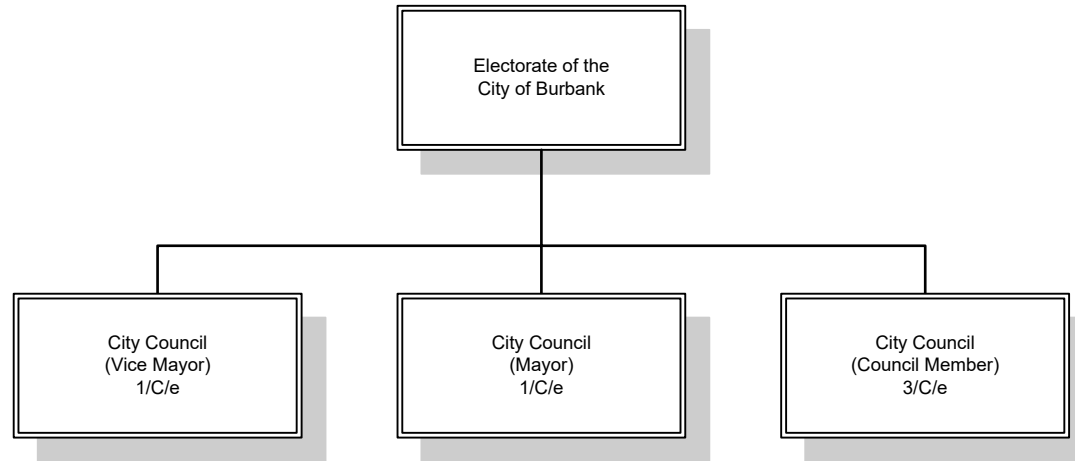 Electorate of the
City of Burbank
City Council
(Vice Mayor)
1/C/e
City Council
(Mayor)
1/C/e
City Council
(Council Member)
3/C/e